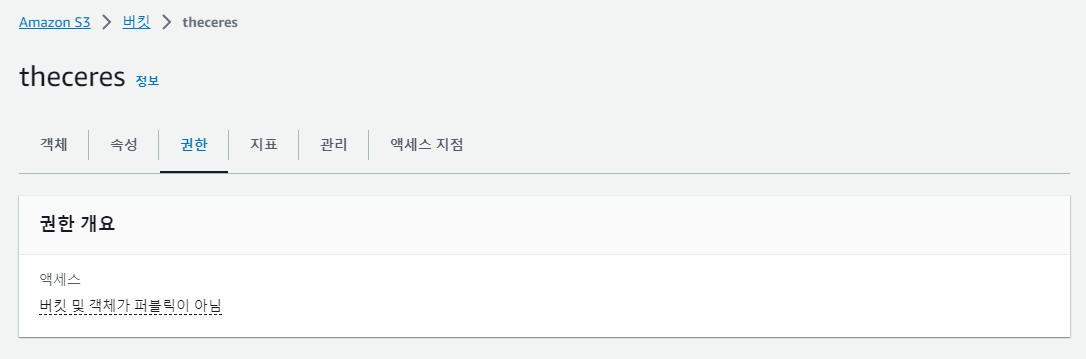 Amazon S3 > 버킷 > theceres
theceres 정보
객체 속성 권한 지표 관리 액세스 지점
권한 개요
액세스
버킷 및 객체가 퍼블릭이 아님